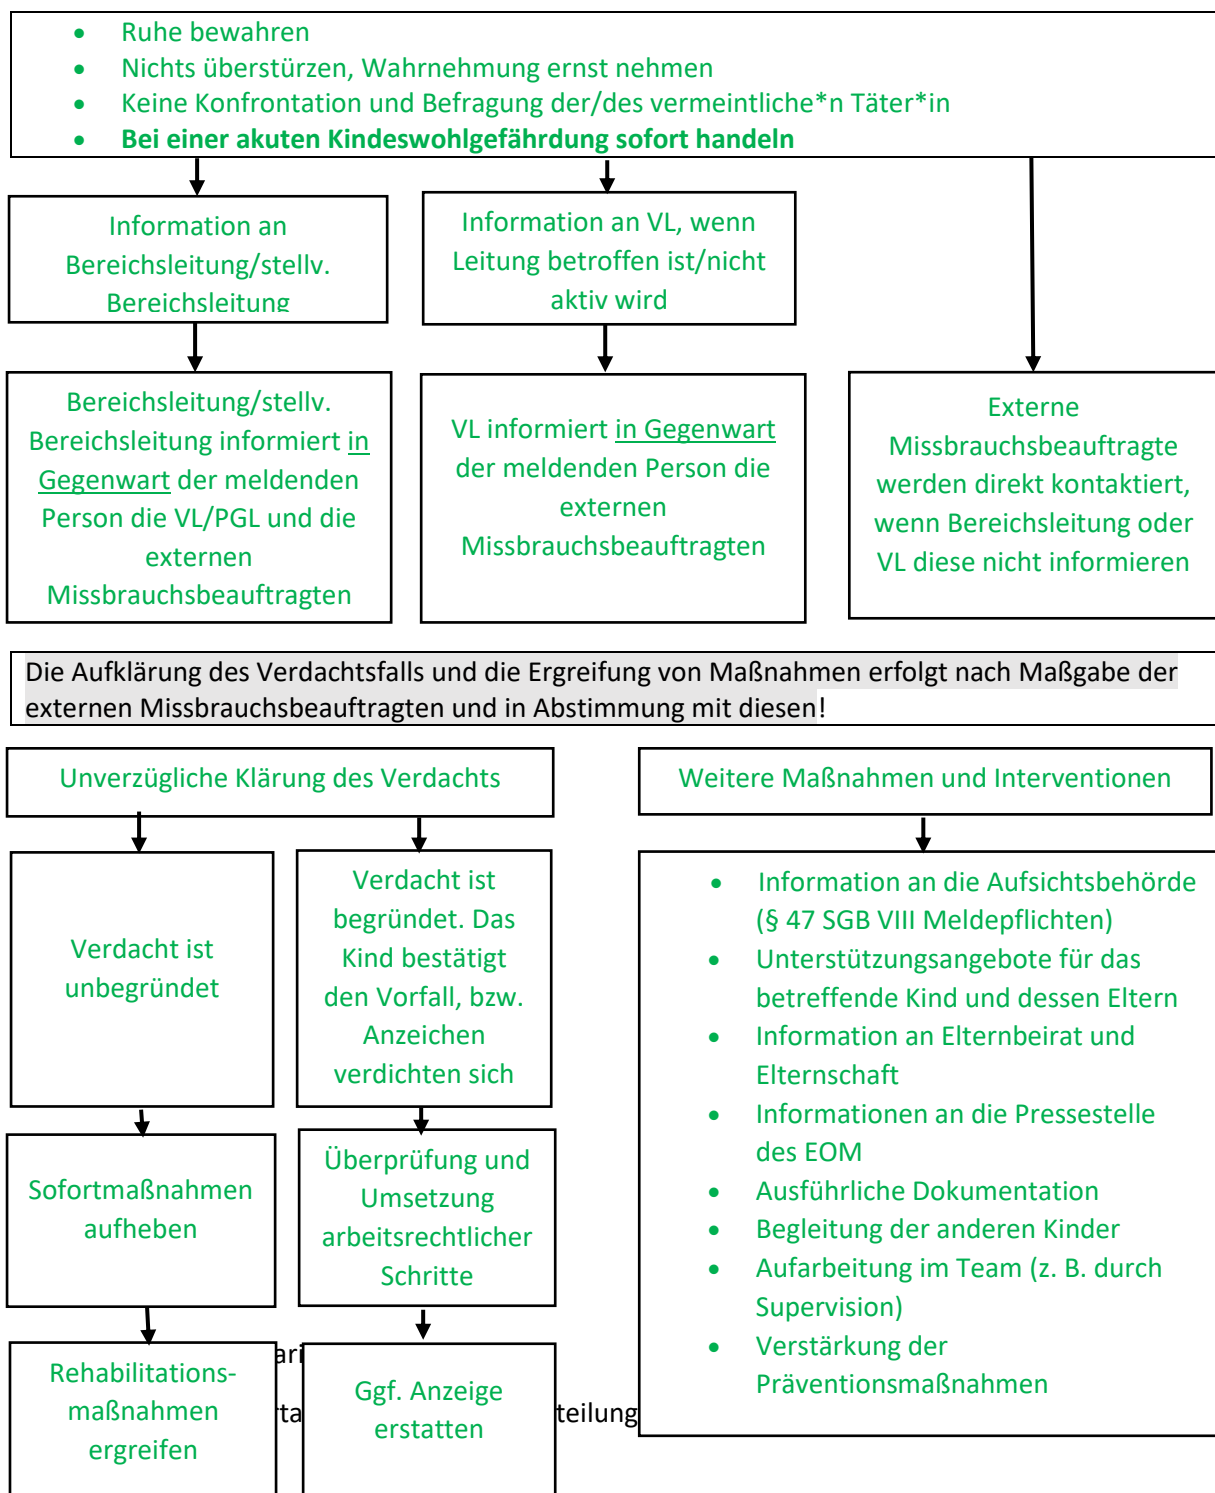 • Ruhe bewahren
• Nichts überstürzen, Wahrnehmung ernst nehmen
• Keine Konfrontation und Befragung der/des vermeintliche*n Täter*in
• Bei einer akuten Kindeswohlgefährdung sofort handeln
Information an
Bereichsleitung/stellv.
Bereichsleitung
Information an VL, wenn
Leitung betroffen ist/nicht
aktiv wird
Bereichsleitung/stellv.
Bereichsleitung informiert in
Gegenwart der meldenden
Person die VL/PGL und die
externen
Missbrauchsbeauftragten
VL informiert in Gegenwart
der meldenden Person die
externen
Missbrauchsbeauftragten
Externe
Missbrauchsbeauftragte
werden direkt kontaktiert,
wenn Bereichsleitung oder
VL diese nicht informieren
Die Aufklärung des Verdachtsfalls und die Ergreifung von Maßnahmen erfolgt nach Maßgabe der
externen Missbrauchsbeauftragten und in Abstimmung mit diesen!
Unverzügliche Klärung des Verdachts
Verdacht ist
unbegründet
Sofortmaßnahmen
aufheben
Rehabilitations-
maßnahmen
ergreifen
Verdacht ist
begründet. Das
Kind bestätigt
den Vorfall, bzw.
Anzeichen
verdichten sich
Überprüfung und
Umsetzung
arbeitsrechtlicher
Schritte
Ggf. Anzeige
erstatten
Weitere Maßnahmen und Interventionen
• Information an die Aufsichtsbehörde
(§ 47 SGB VIII Meldepflichten)
• Unterstützungsangebote für das
betreffende Kind und dessen Eltern
• Information an Elternbeirat und
Elternschaft
• Informationen an die Pressestelle
des EOM
• Ausführliche Dokumentation
• Begleitung der anderen Kinder
• Aufarbeitung im Team (z. B. durch
Supervision)
• Verstärkung der
Präventionsmaßnahmen
teilung